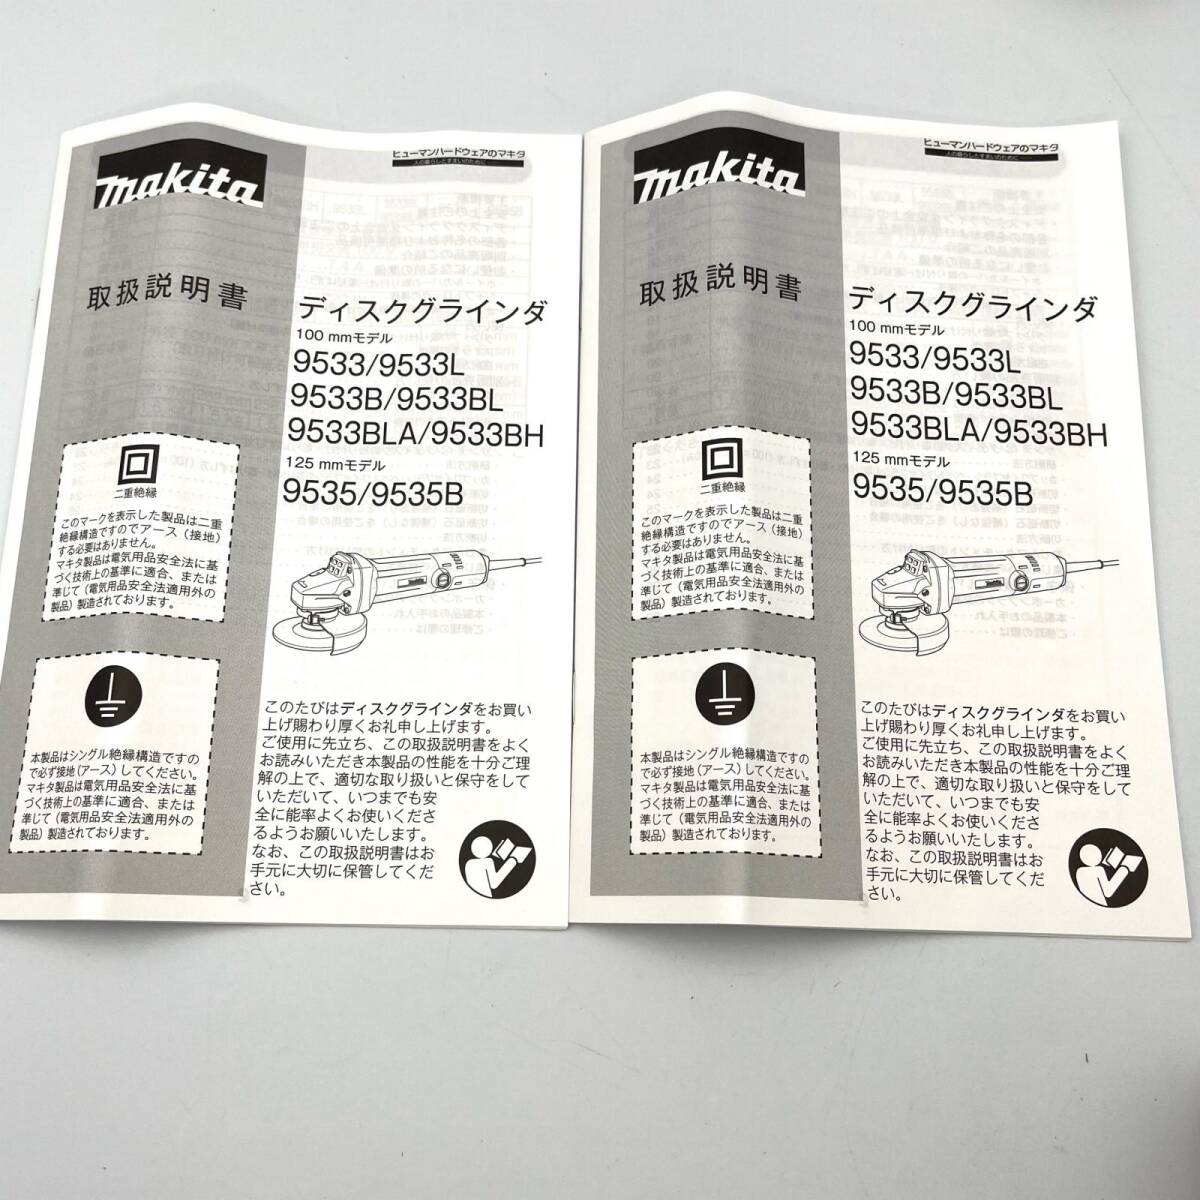 makita
ヒューマンハードウェアのマキタ
人の暮らしとすまいのために
取扱説明書
ディスクグラインダ
100 mmモデル
9533/9533L
9533B/9533BL
9533BLA/9533BH
125 mmモデル
9535/9535B
二重絶縁
このマークを表示した製品は二重
絶縁構造ですのでアース（接地）
する必要はありません。
マキタ製品は電気用品安全法に基
づく技術上の基準に適合、または
準じて（電気用品安全法適用外の
製品）製造されております。
本製品はシングル絶縁構造ですの
で必ず接地（アース）してください。
マキタ製品は電気用品安全法に基
づく技術上の基準に適合、または
準じて（電気用品安全法適用外の
製品）製造されております。
このたびはディスクグラインダをお買い
上げ賜わり厚くお礼申し上げます。
ご使用に先立ち、この取扱説明書をよく
お読みいただき本製品の性能を十分ご理
解の上で、適切な取り扱いと保守をして
いただいて、いつまでも安
全に能率よくお使いくださ
るようお願いいたします。
なお、この取扱説明書はお
手元に大切に保管してくだ
さい。
makita
ヒューマンハードウェアのマキタ
人の暮らしとすまいのために
取扱説明書
ディスクグラインダ
100 mmモデル
9533/9533L
9533B/9533BL
9533BLA/9533BH
125 mmモデル
9535/9535B
二重絶縁
このマークを表示した製品は二重
絶縁構造ですのでアース（接地）
する必要はありません。
マキタ製品は電気用品安全法に基
づく技術上の基準に適合、または
準じて（電気用品安全法適用外の
製品）製造されております。
本製品はシングル絶縁構造ですの
で必ず接地（アース）してください。
マキタ製品は電気用品安全法に基
づく技術上の基準に適合、または
準じて（電気用品安全法適用外の
製品）製造されております。
このたびはディスクグラインダをお買い
上げ賜わり厚くお礼申し上げます。
ご使用に先立ち、この取扱説明書をよく
お読みいただき本製品の性能を十分ご理
解の上で、適切な取り扱いと保守をして
いただいて、いつまでも安
全に能率よくお使いくださ
るようお願いいたします。
なお、この取扱説明書はお
手元に大切に保管してくだ
さい。